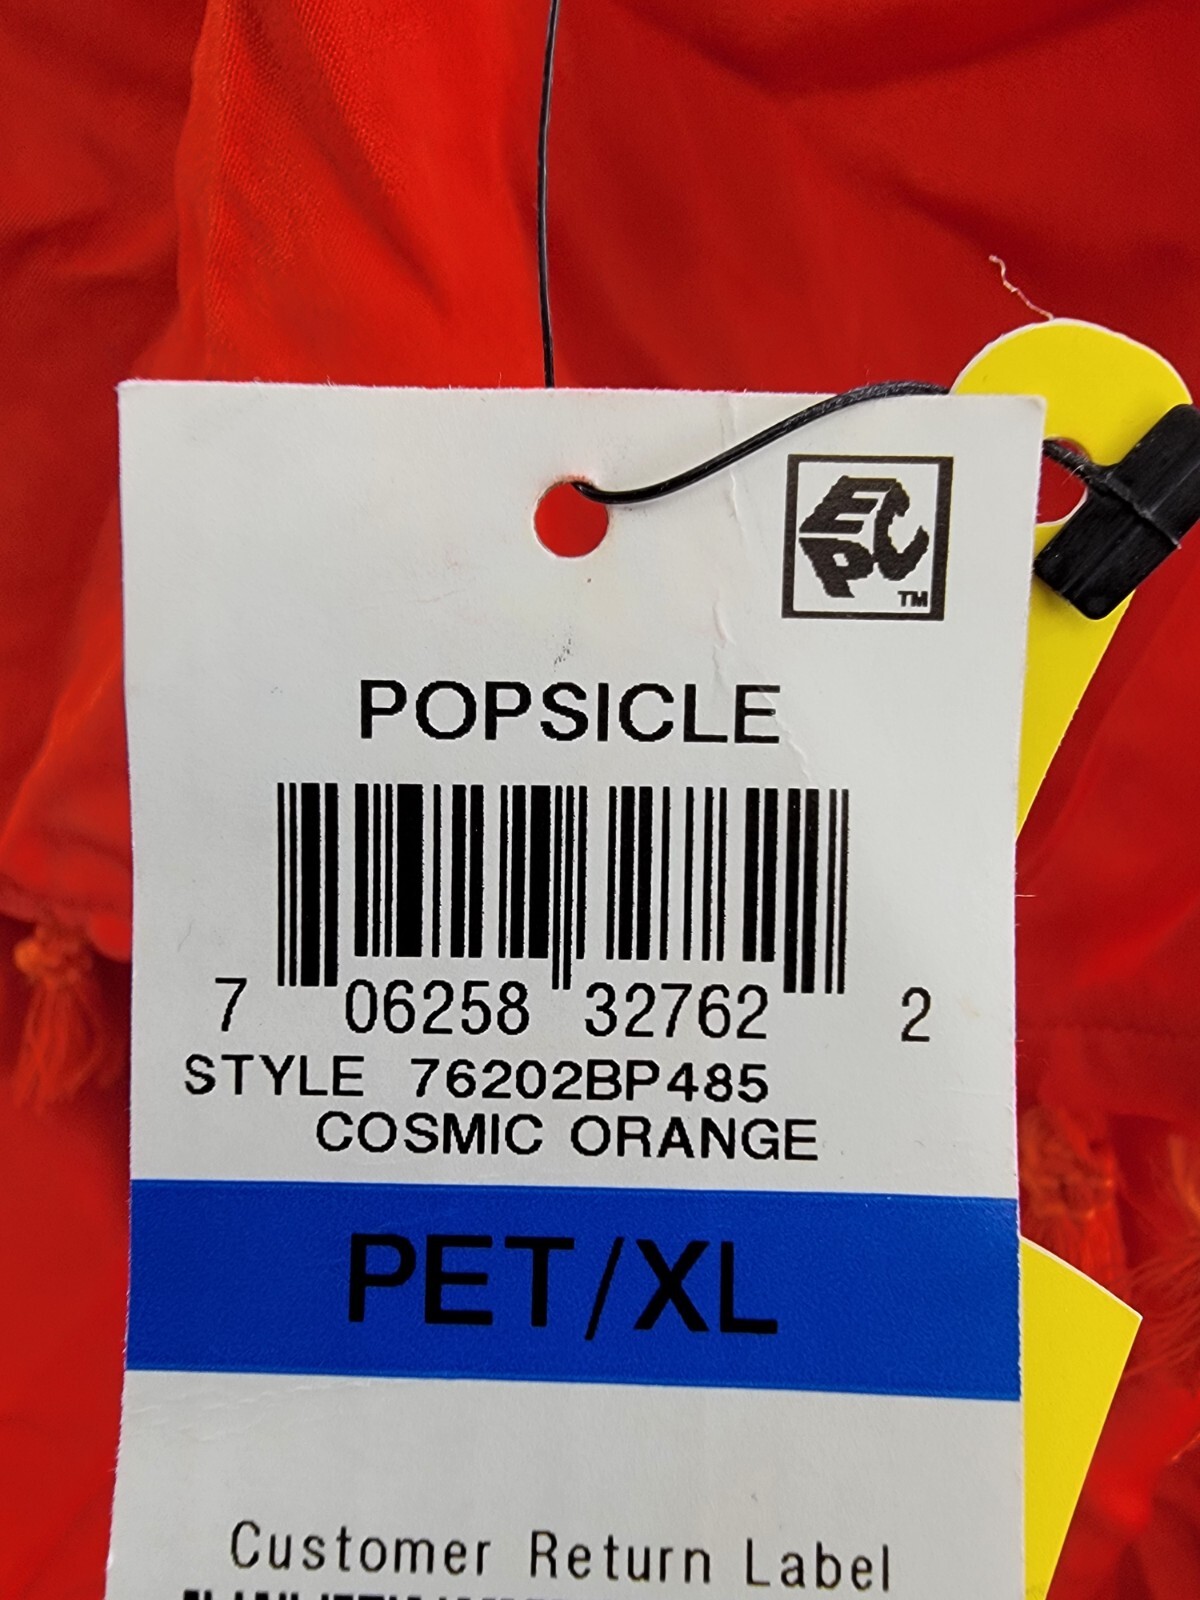 EPC
TM
POPSICLE
7 06258 32762 2
STYLE 76202BP485
COSMIC ORANGE
PET/XL
Customer Return Label